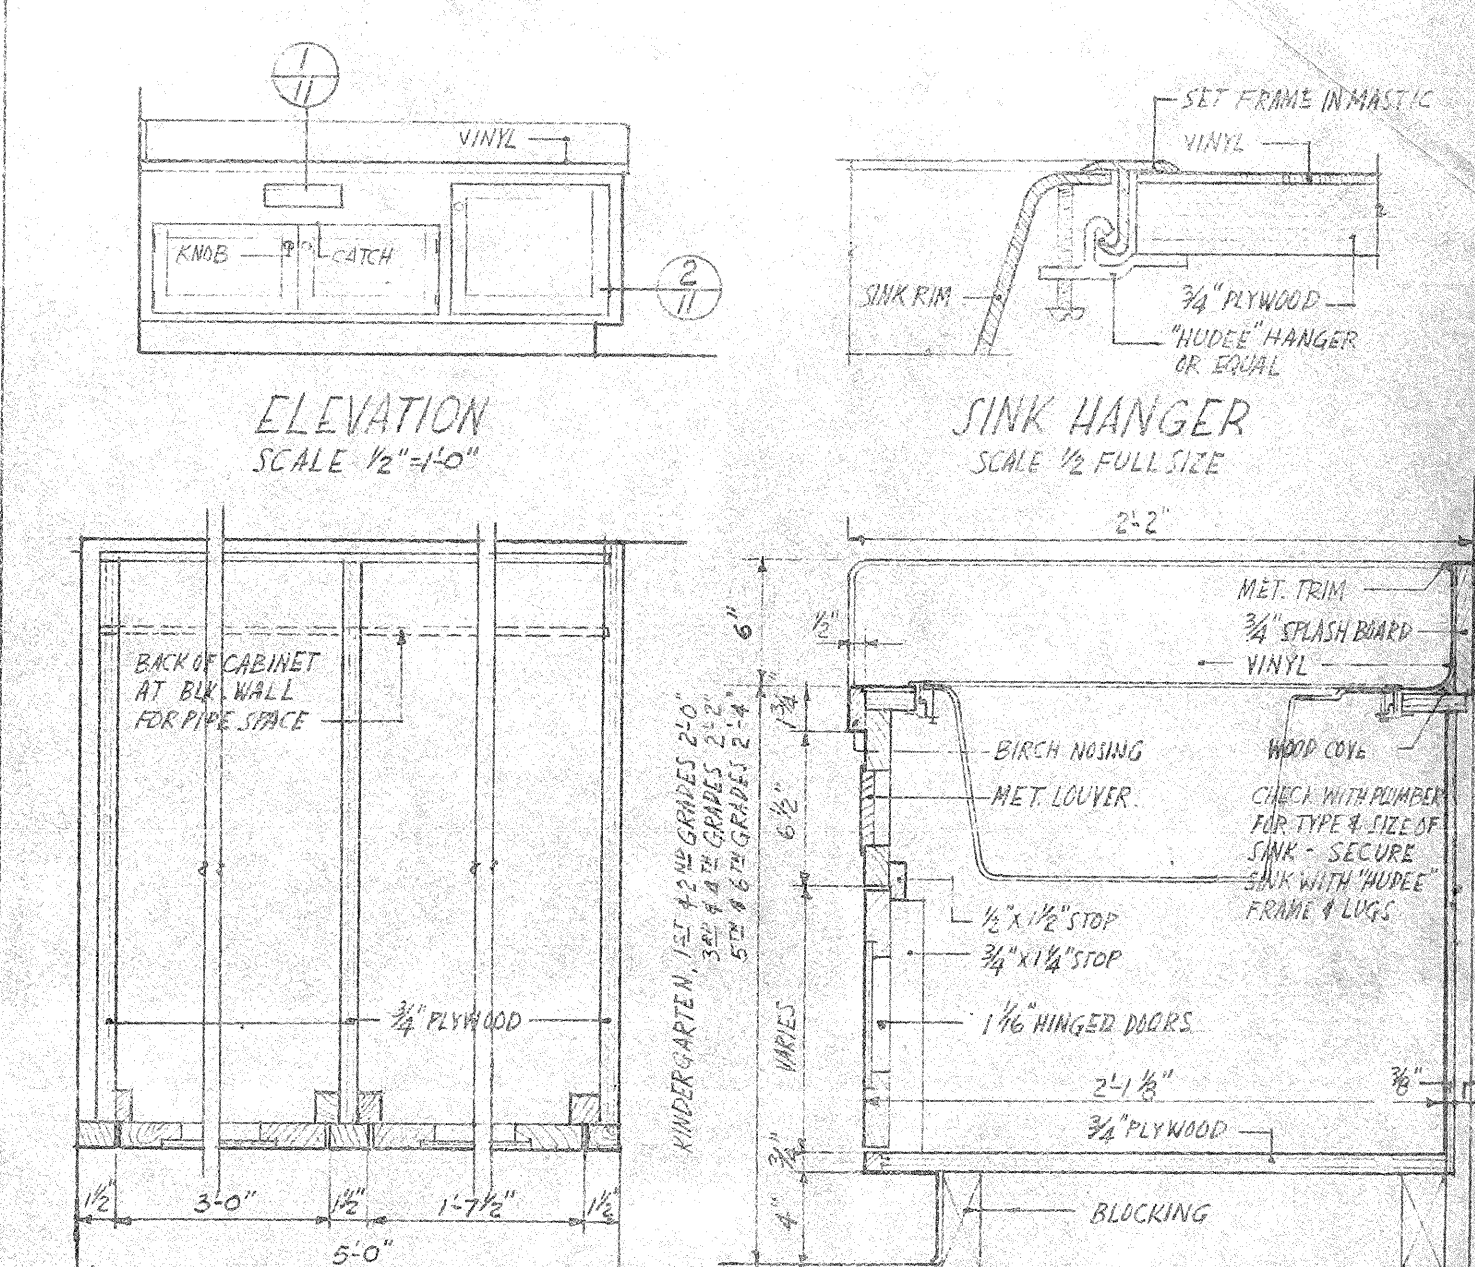 1
11
VINYL
KNOB
CATCH
2
11
ELEVATION
SCALE 1/2"=1'-0"
SET FRAME IN MASTIC
VINYL
SINK RIM
3/4" PLYWOOD
"HUDEE" HANGER
OR EQUAL
SINK HANGER
SCALE 1/2 FULL SIZE
BACK OF CABINET
AT BLK. WALL
FOR PIPE SPACE
3/4" PLYWOOD
1 1/2"
3'-0"
1 1/2"
1'-7 1/2"
1 1/2"
5'-0"
2'-2"
6"
1/2"
MET. TRIM
3/4" SPLASH BOARD
VINYL
KINDERGARTEN, 1ST & 2ND GRADES 2'-0"
3RD & 4TH GRADES 2'-2"
5TH & 6TH GRADES 2'-4"
1 3/4"
6 1/2"
VARIES
3/4"
4"
BIRCH NOSING
WOOD COVE
MET. LOUVER.
CHECK WITH PLUMBER
FOR TYPE & SIZE OF
SINK - SECURE
SINK WITH "HUDEE"
FRAME & LUGS
1/2" X 1 1/2" STOP
3/4" X 1 1/4" STOP
1 1/16" HINGED DOORS
2'-1 1/8"
3/8"
3/4" PLYWOOD
BLOCKING